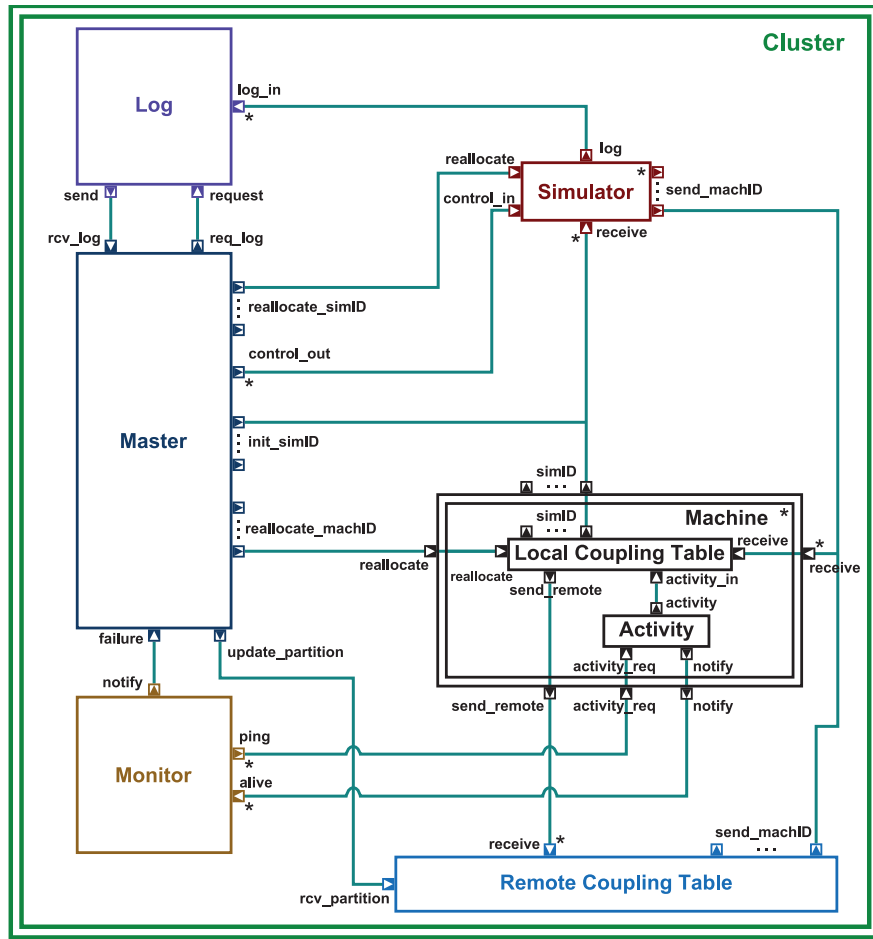 Cluster
Log
log_in
*
log
send
request
reallocate
*
Simulator
send_machID
control_in
receive
*
rcv_log
req_log
reallocate_simID
control_out
*
Master
init_simID
simID
...
reallocate_machID
Machine *
simID
...
Local Coupling Table
receive
*
receive
reallocate
reallocate
send_remote
activity_in
activity
Activity
activity_req
notify
failure
update_partition
notify
send_remote
activity_req
notify
ping
*
Monitor
alive
*
send_machID
...
receive
*
Remote Coupling Table
rcv_partition